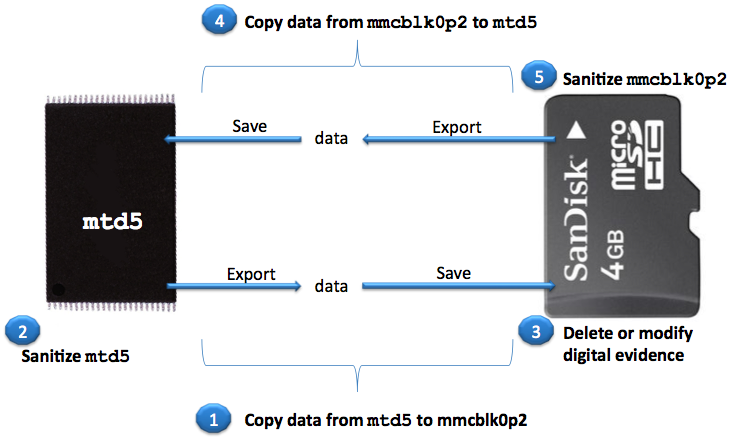 4 Copy data from mmcblk0p2 to mtd5
5 Sanitize mmcblk0p2
Save data Export
mtd5
SanDisk
4GB
micro
SD
HC
Export data Save
2 Sanitize mtd5
3 Delete or modify
digital evidence
1 Copy data from mtd5 to mmcblk0p2